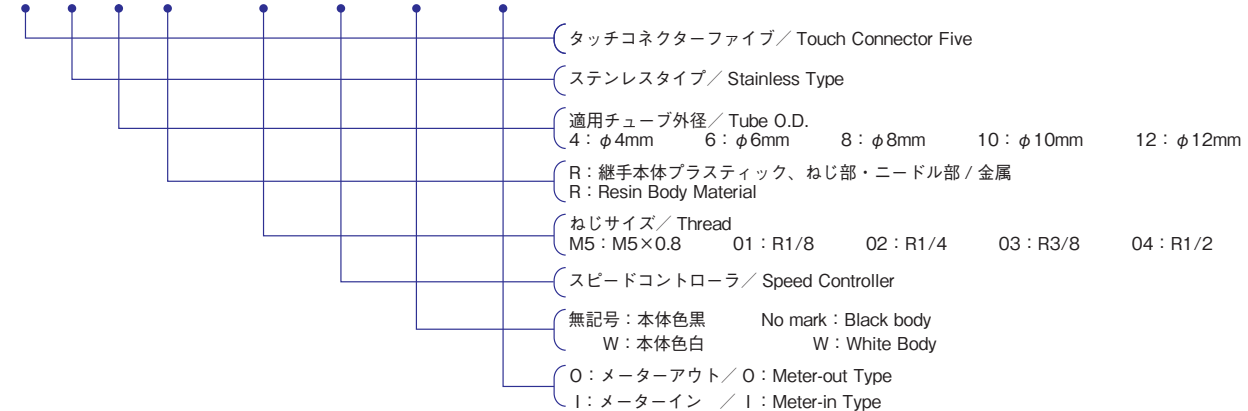 タッチコネクターファイブ／ Touch Connector Five
ステンレスタイプ／ Stainless Type
適用チューブ外径／ Tube O.D.
4：φ4mm 6：φ6mm 8：φ8mm 10：φ10mm 12：φ12mm
R：継手本体プラスティック、ねじ部・ニードル部 / 金属
R：Resin Body Material
ねじサイズ／ Thread
M5：M5×0.8 01：R1/8 02：R1/4 03：R3/8 04：R1/2
スピードコントローラ／ Speed Controller
無記号：本体色黒 No mark：Black body
W：本体色白 W：White Body
O：メーターアウト／ O：Meter-out Type
I：メーターイン ／ I：Meter-in Type